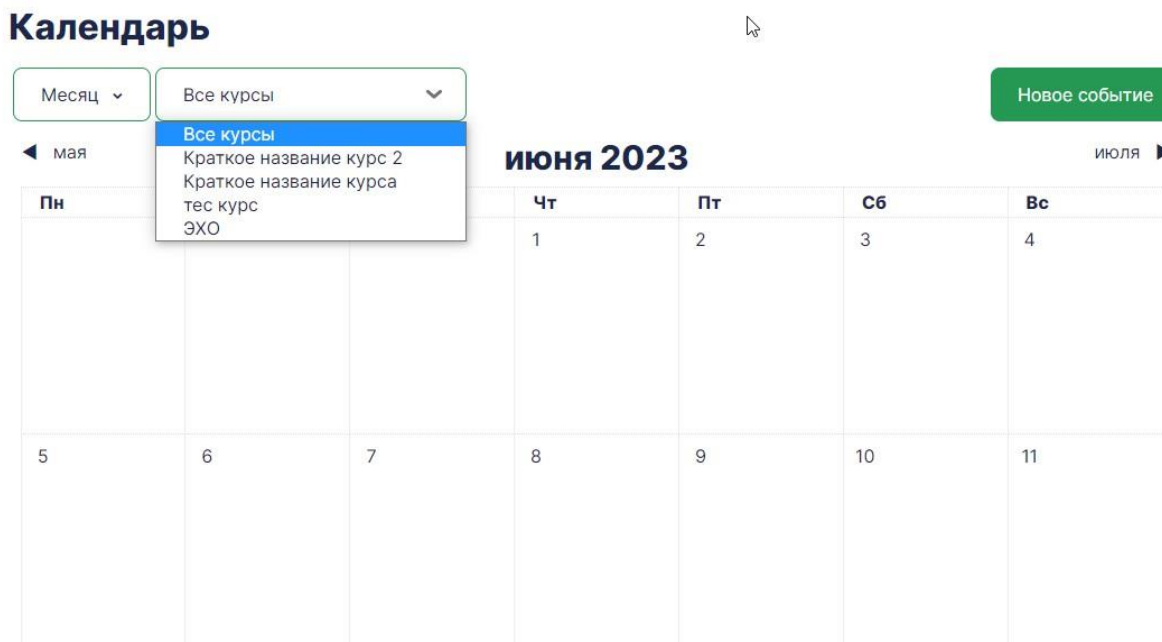 Календарь
Месяц
Все курсы
Новое событие
Все курсы
Краткое название курс 2
Краткое название курса
тес курс
ЭХО
мая
июня 2023
июля
Пн
Чт
Пт
Сб
Вс
1
2
3
4
5
6
7
8
9
10
11